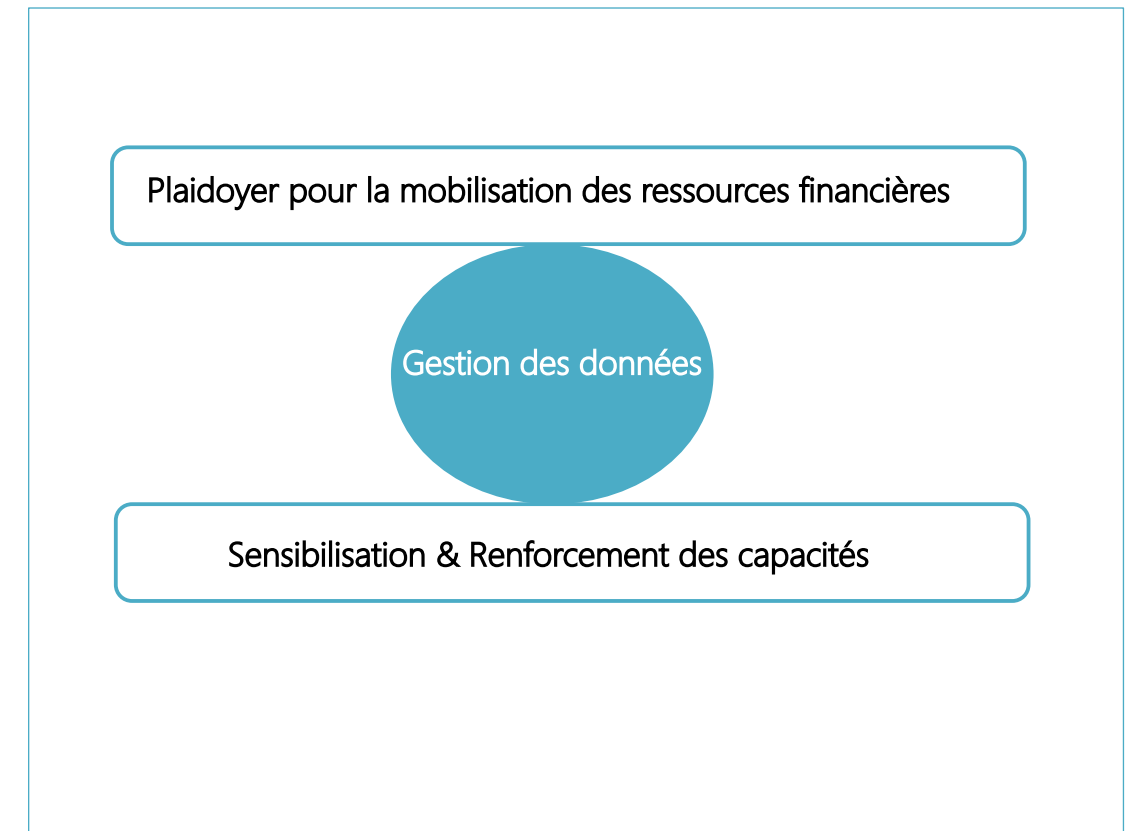 Plaidoyer pour la mobilisation des ressources financières
Gestion des données
Sensibilisation & Renforcement des capacités